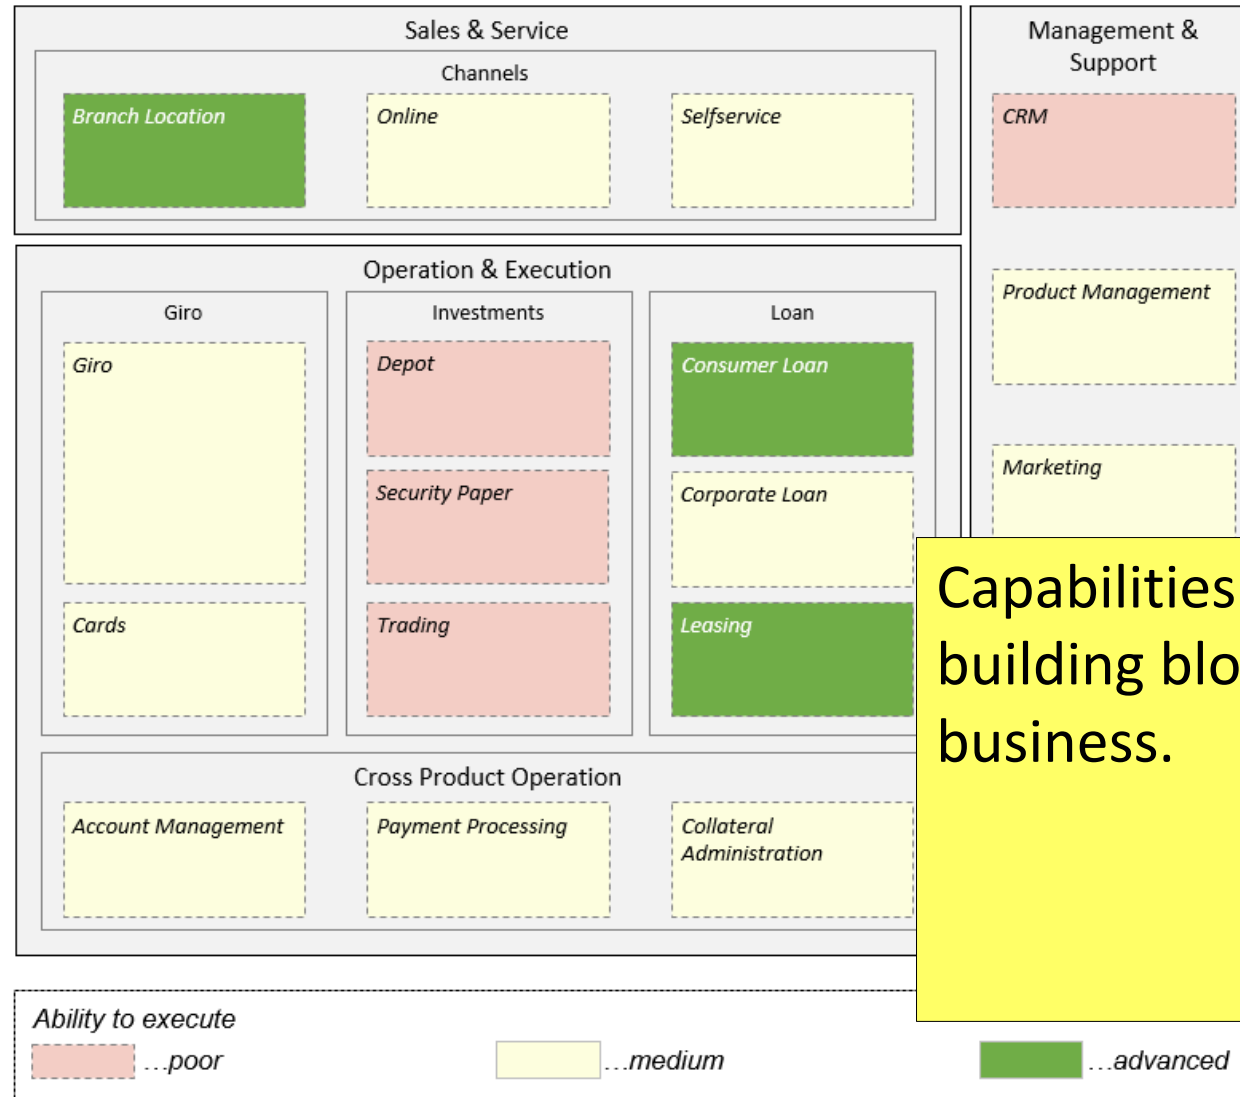 Sales & Service
Channels
Branch Location
Online
Selfservice
Management &
Support
CRM
Product Management
Marketing
Operation & Execution
Giro
Giro
Cards
Investments
Depot
Security Paper
Trading
Loan
Consumer Loan
Corporate Loan
Leasing
Cross Product Operation
Account Management
Payment Processing
Collateral
Administration
Capabilities
building blo
business.
Ability to execute
...poor
...medium
...advanced